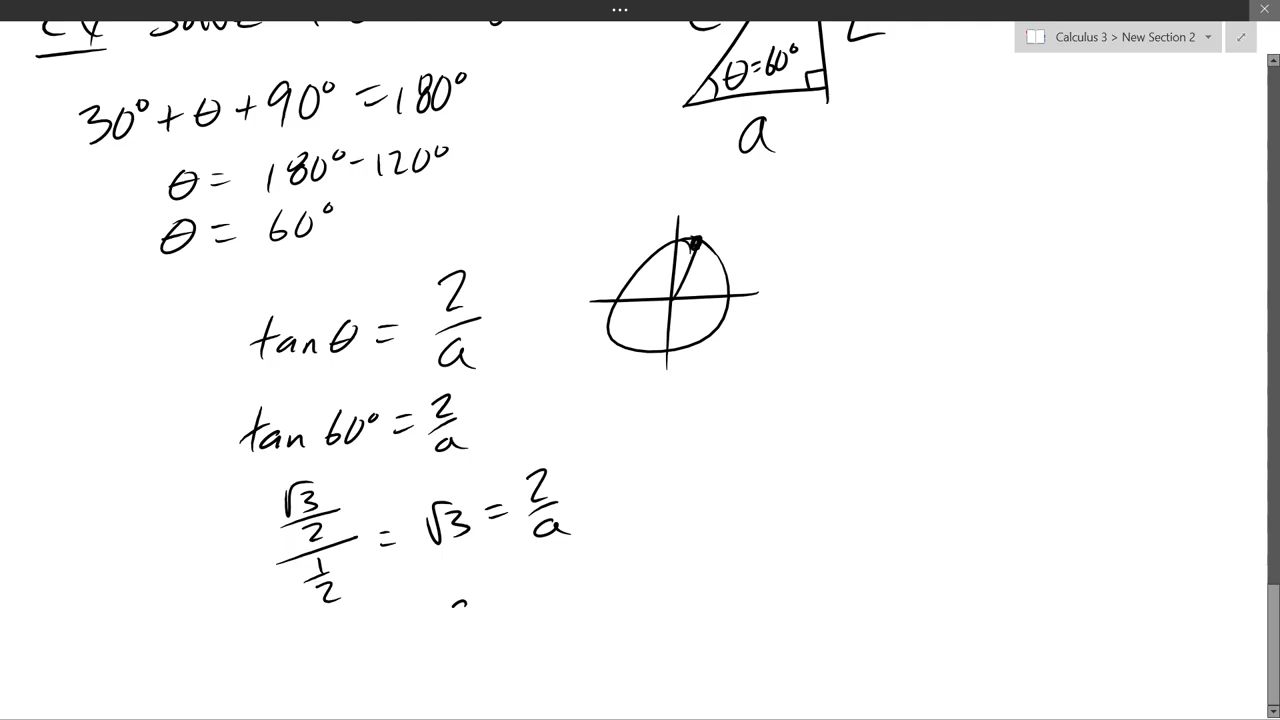 Calculus 3 > New Section 2
θ=60°
a
30° + θ + 90° = 180°
θ = 180° - 120°
θ = 60°
tan θ = 2/a
tan 60° = 2/a
(√3/2)/(1/2) = √3 = 2/a